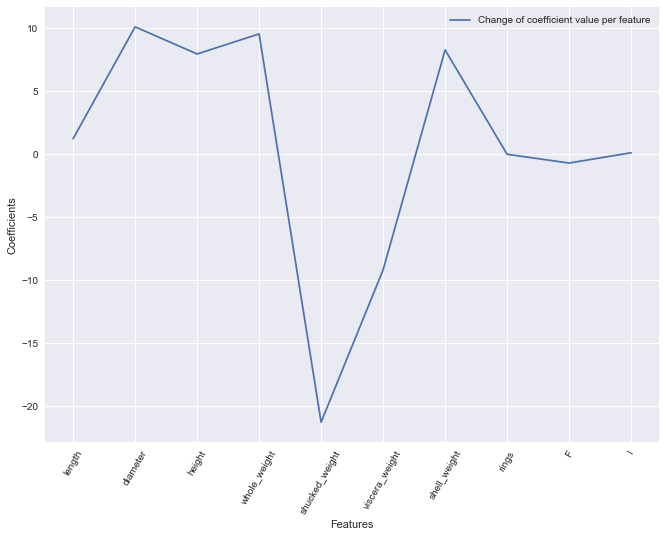 Change of coefficient value per feature
10
5
0
−5
−10
−15
−20
Coefficients
length
diameter
height
whole_weight
shucked_weight
viscera_weight
shell_weight
rings
F
I
Features